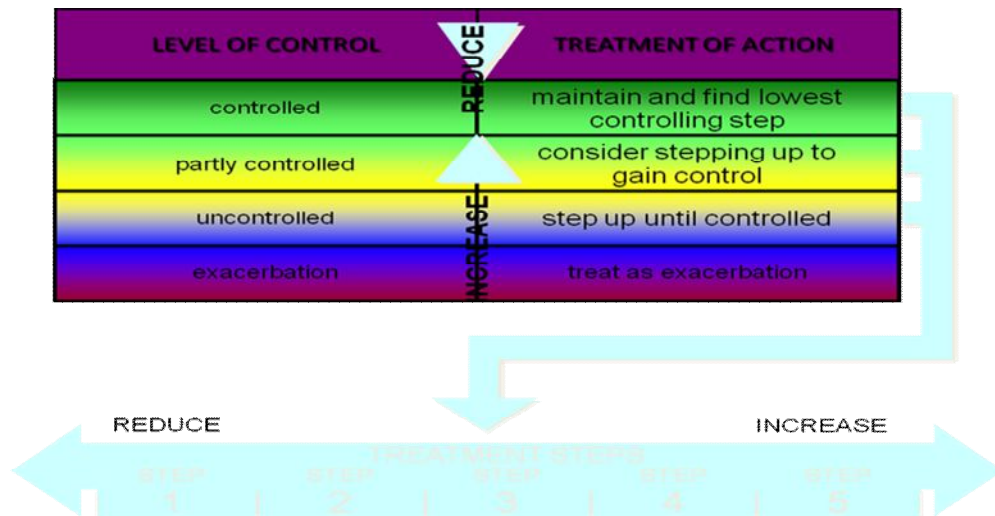 LEVEL OF CONTROL
REDUCE
TREATMENT OF ACTION
controlled
maintain and find lowest
controlling step
partly controlled
consider stepping up to
gain control
uncontrolled
INCREASE
step up until controlled
exacerbation
treat as exacerbation
REDUCE
INCREASE
TREATMENT STEPS
STEP STEP STEP STEP STEP
1 | 2 | 3 | 4 | 5